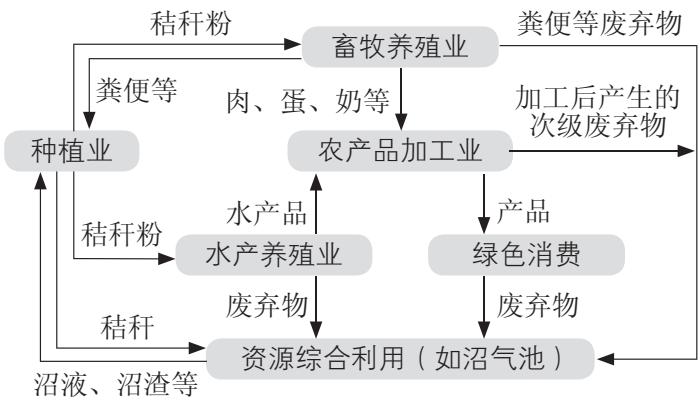 秸秆粉
畜牧养殖业
粪便等废弃物
粪便等
肉、蛋、奶等
加工后产生的
次级废弃物
种植业
农产品加工业
水产品
产品
秸秆粉
水产养殖业
绿色消费
废弃物
废弃物
秸秆
资源综合利用（如沼气池）
沼液、沼渣等